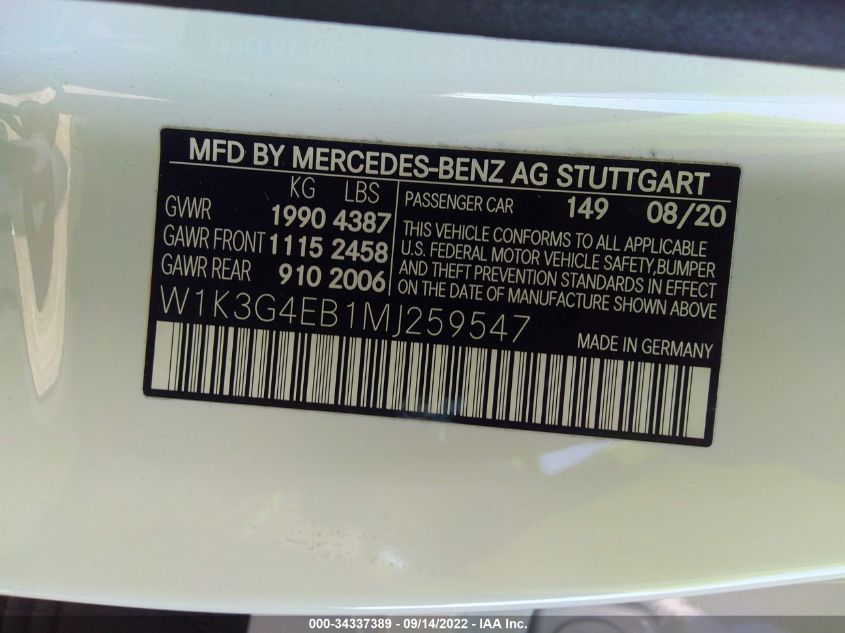 MFD BY MERCEDES-BENZ AG STUTTGART
KG LBS
GVWR 1990 4387
GAWR FRONT 1115 2458
GAWR REAR 910 2006
PASSENGER CAR 149 08/20
THIS VEHICLE CONFORMS TO ALL APPLICABLE
U.S. FEDERAL MOTOR VEHICLE SAFETY,BUMPER
AND THEFT PREVENTION STANDARDS IN EFFECT
ON THE DATE OF MANUFACTURE SHOWN ABOVE
W1K3G4EB1MJ259547
MADE IN GERMANY
000-34337389 - 09/14/2022 - IAA Inc.